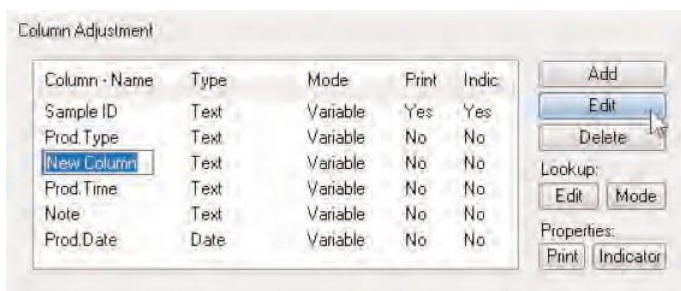 Column Adjustment
Column - Name Type Mode Print Indic
Sample ID Text Variable Yes Yes
Prod.Type Text Variable No No
New Column Text Variable No No
Prod.Time Text Variable No No
Note Text Variable No No
Prod.Date Date Variable No No
Add
Edit
Delete
Lookup:
Edit Mode
Properties:
Print Indicator